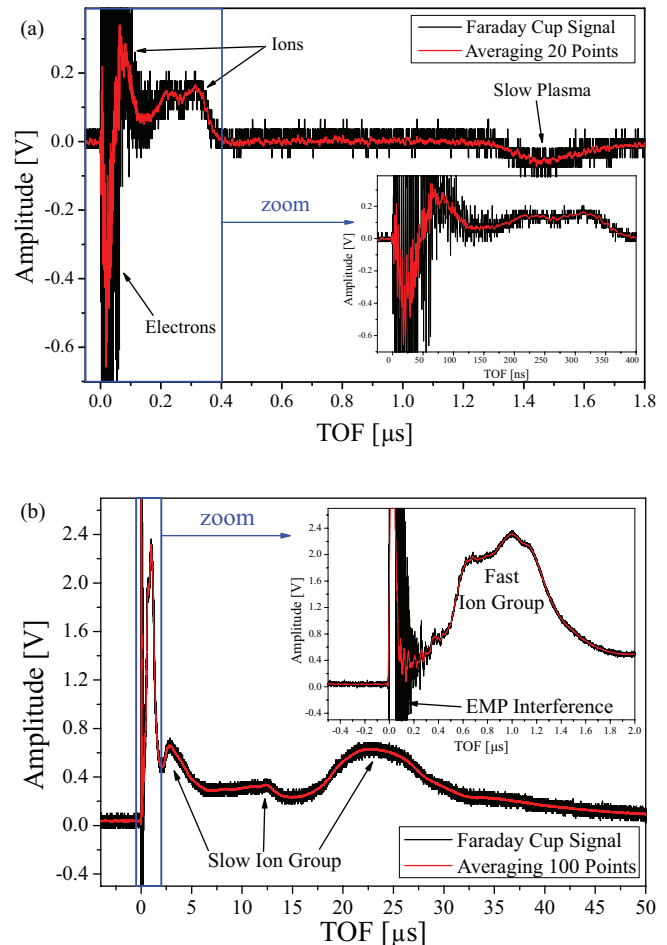 (a)
Faraday Cup Signal
Averaging 20 Points
Ions
Slow Plasma
zoom
Electrons
Amplitude [V]
0.2
0.0
-0.2
-0.4
-0.6
0.0 0.2 0.4 0.6 0.8 1.0 1.2 1.4 1.6 1.8
TOF [µs]
Amplitude [V]
0.2
0.0
-0.2
-0.4
-0.6
0 50 100 150 200 250 300 350 400
TOF [ns]
(b)
zoom
Amplitude [V]
2.4
2.0
1.6
1.2
0.8
0.4
0.0
-0.4
Slow Ion Group
Faraday Cup Signal
Averaging 100 Points
0 5 10 15 20 25 30 35 40 45 50
TOF [µs]
Amplitude [V]
2.4
2.0
1.6
1.2
0.8
0.4
0.0
-0.4
Fast
Ion Group
EMP Interference
-0.4 -0.2 0.0 0.2 0.4 0.6 0.8 1.0 1.2 1.4 1.6 1.8 2.0
TOF [µs]